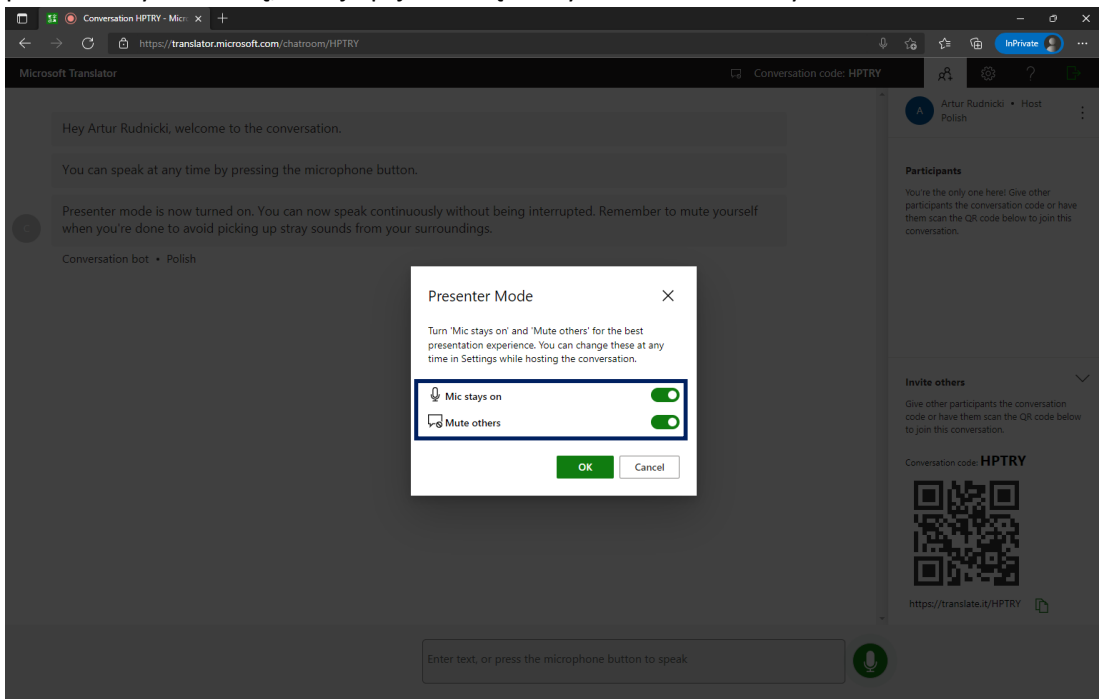 Conversation HPTRY - Micr
https://translator.microsoft.com/chatroom/HPTRY
InPrivate
Microsoft Translator
Conversation code: HPTRY
Hey Artur Rudnicki, welcome to the conversation.
You can speak at any time by pressing the microphone button.
Presenter mode is now turned on. You can now speak continuously without being interrupted. Remember to mute yourself
when you're done to avoid picking up stray sounds from your surroundings.
C
Conversation bot • Polish
Presenter Mode
Turn 'Mic stays on' and 'Mute others' for the best
presentation experience. You can change these at any
time in Settings while hosting the conversation.
Mic stays on
Mute others
OK
Cancel
A
Artur Rudnicki • Host
Polish
Participants
You're the only one here: Give other
participants the conversation code or have
them scan the QR code below to join this
conversation.
Invite others
Give other participants the conversation
code or have them scan the QR code below
to join this conversation.
Conversation code: HPTRY
https://translate.it/HPTRY
Enter text, or press the microphone button to speak